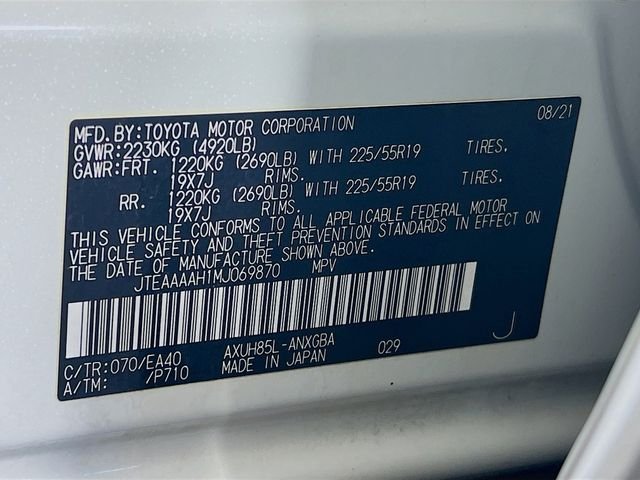 08/21
MFD. BY: TOYOTA MOTOR CORPORATION
GVWR: 2230KG (4920LB)
GAWR: FRT. 1220KG (2690LB) WITH 225/55R19 TIRES.
19X7J RIMS.
RR. 1220KG (2690LB) WITH 225/55R19 TIRES.
19X7J RIMS.
THIS VEHICLE CONFORMS TO ALL APPLICABLE FEDERAL MOTOR
VEHICLE SAFETY AND THEFT PREVENTION STANDARDS IN EFFECT ON
THE DATE OF MANUFACTURE SHOWN ABOVE.
JTEAAAAH1MJ069870 MPV
C/TR: 070/EA40 AXUH85L-ANXGBA 029
A/TM: /P710 MADE IN JAPAN
J